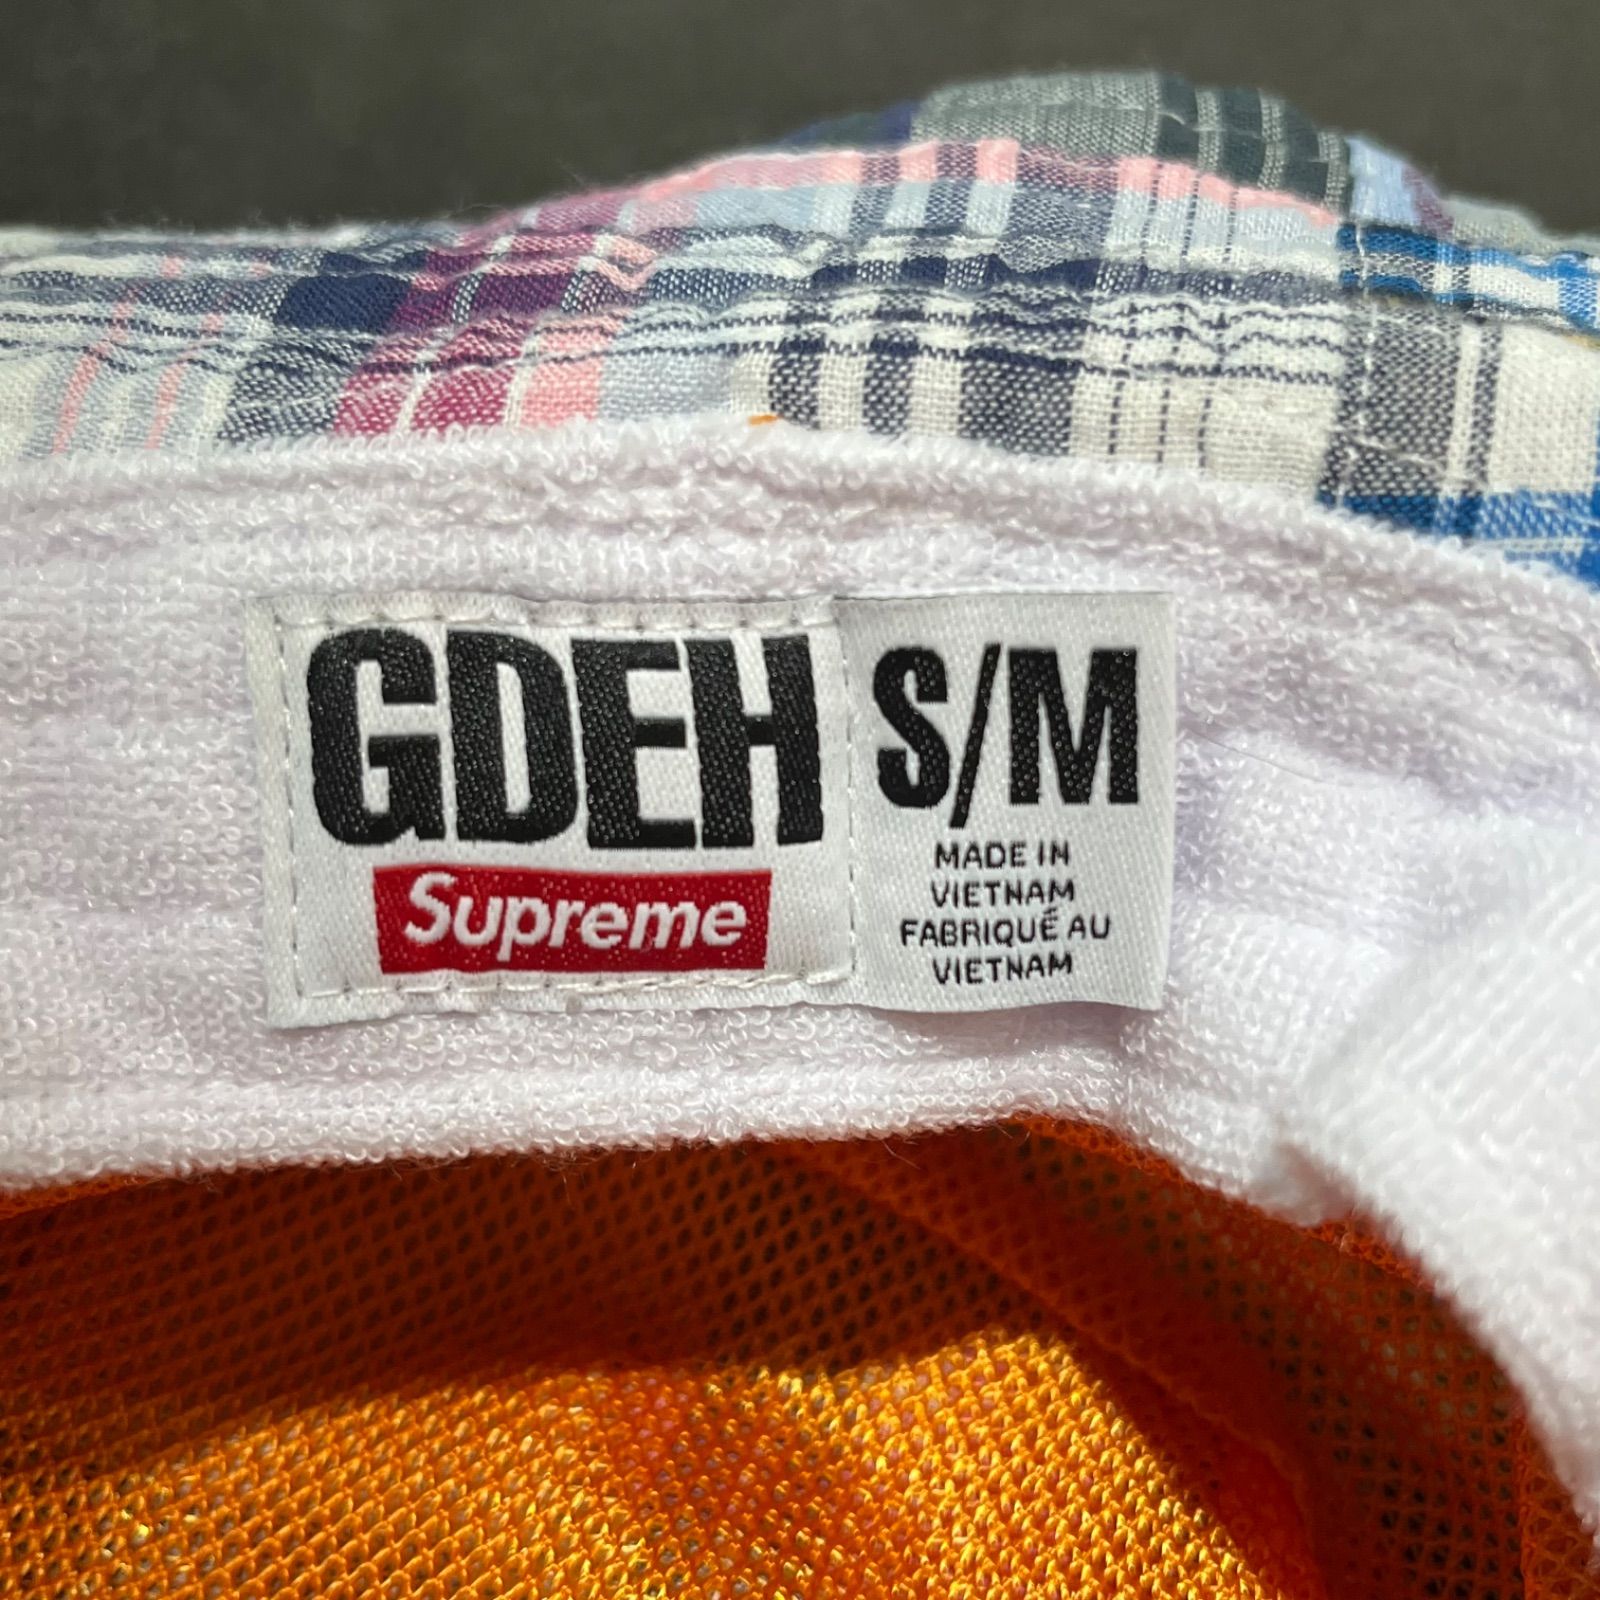 GDEH
Supreme
S/M
MADE IN
VIETNAM
FABRIQUÉ AU
VIETNAM